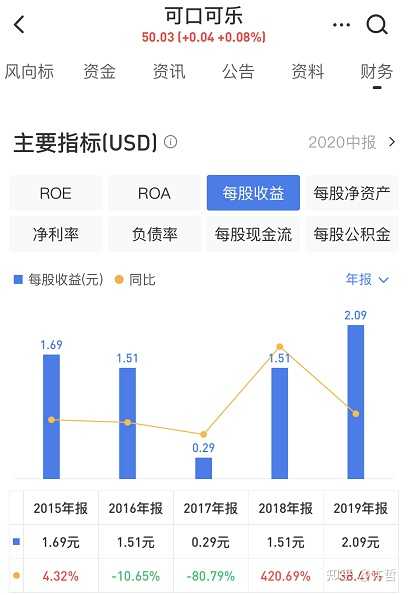 可口可乐
50.03 (+0.04 +0.08%)
风向标 资金 资讯 公告 资料 财务
主要指标(USD) 2020中报
ROE ROA 每股收益 每股净资产
净利率 负债率 每股现金流 每股公积金
每股收益(元) 同比 年报
1.69 1.51 0.29 1.51 2.09
2015年报 2016年报 2017年报 2018年报 2019年报
1.69元 1.51元 0.29元 1.51元 2.09元
4.32% -10.65% -80.79% 420.69%
知乎